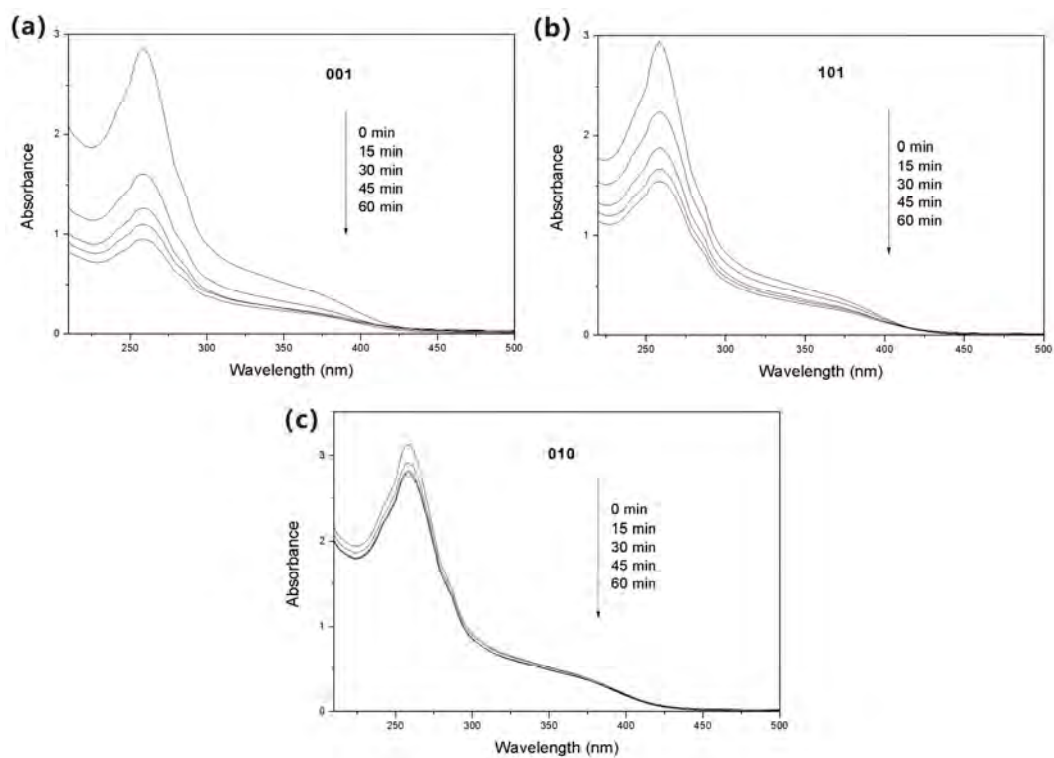 (a)
3
2
1
0
Absorbance
001
0 min
15 min
30 min
45 min
60 min
250
300
350
400
450
500
Wavelength (nm)
(b)
3
2
1
0
Absorbance
101
0 min
15 min
30 min
45 min
60 min
250
300
350
400
450
500
Wavelength (nm)
(c)
3
2
1
0
Absorbance
010
0 min
15 min
30 min
45 min
60 min
250
300
350
400
450
500
Wavelength (nm)